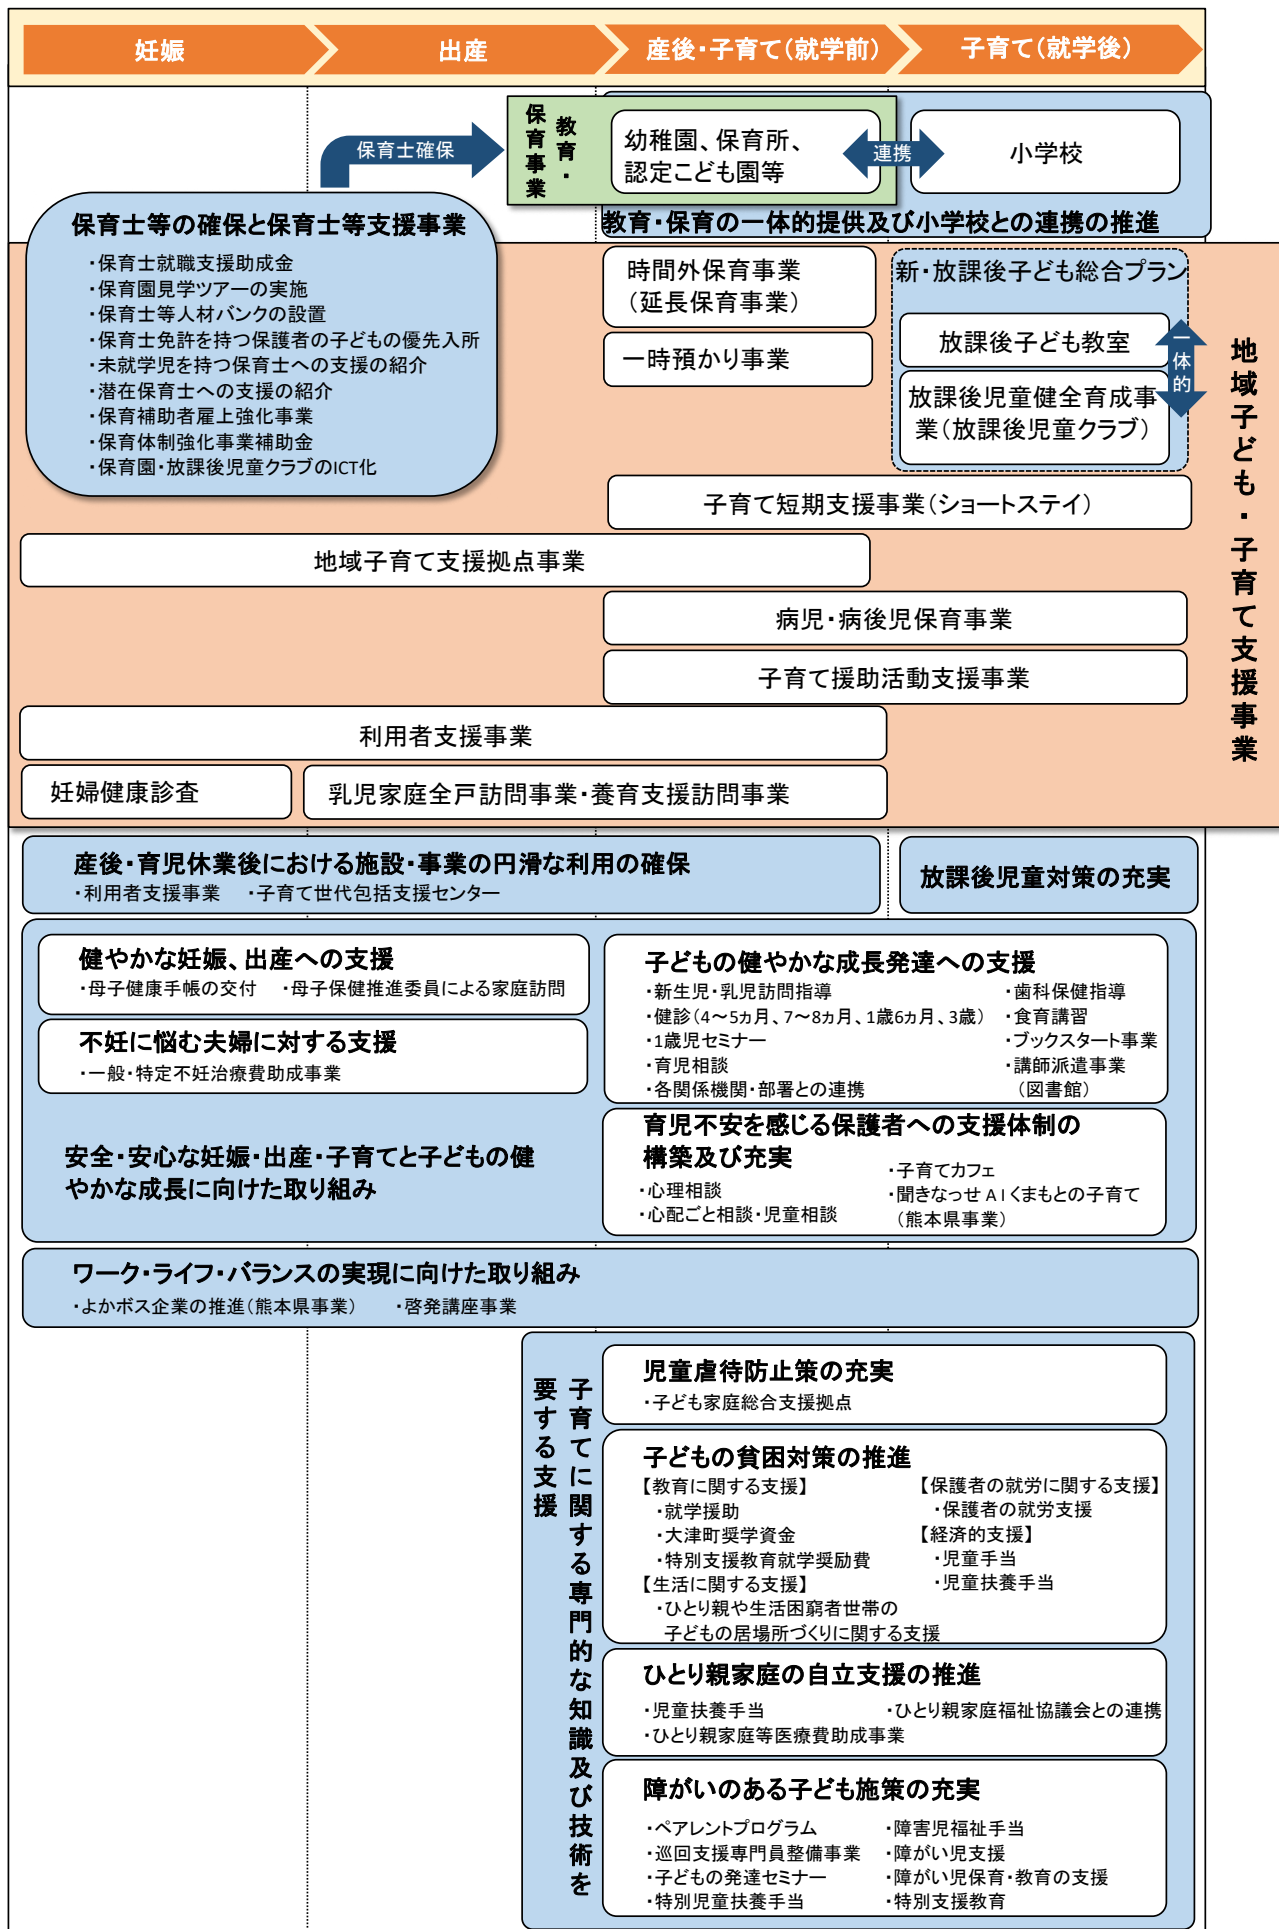 妊娠
出産
産後・子育て(就学前)
子育て(就学後)
保育士確保
教育・
保育事業
幼稚園、保育所、
認定こども園等
連携
小学校
教育・保育の一体的提供及び小学校との連携の推進
保育士等の確保と保育士等支援事業
・保育士就職支援助成金
・保育園見学ツアーの実施
・保育士等人材バンクの設置
・保育士免許を持つ保護者の子どもの優先入所
・未就学児を持つ保育士への支援の紹介
・潜在保育士への支援の紹介
・保育補助者雇上強化事業
・保育体制強化事業補助金
・保育園・放課後児童クラブのICT化
時間外保育事業
(延長保育事業)
一時預かり事業
新・放課後子ども総合プラン
放課後子ども教室
一体的
放課後児童健全育成事
業(放課後児童クラブ)
地域子ども・子育て支援事業
子育て短期支援事業(ショートステイ)
地域子育て支援拠点事業
病児・病後児保育事業
子育て援助活動支援事業
利用者支援事業
妊婦健康診査
乳児家庭全戸訪問事業・養育支援訪問事業
産後・育児休業後における施設・事業の円滑な利用の確保
・利用者支援事業 ・子育て世代包括支援センター
放課後児童対策の充実
健やかな妊娠、出産への支援
・母子健康手帳の交付 ・母子保健推進委員による家庭訪問
不妊に悩む夫婦に対する支援
・一般・特定不妊治療費助成事業
安全・安心な妊娠・出産・子育てと子どもの健
やかな成長に向けた取り組み
子どもの健やかな成長発達への支援
・新生児・乳児訪問指導
・健診(4～5ヵ月、7～8ヵ月、1歳6ヵ月、3歳)
・1歳児セミナー
・育児相談
・各関係機関・部署との連携
・歯科保健指導
・食育講習
・ブックスタート事業
・講師派遣事業
(図書館)
育児不安を感じる保護者への支援体制の
構築及び充実
・心理相談
・心配ごと相談・児童相談
・子育てカフェ
・聞きなっせAIくまもとの子育て
(熊本県事業)
ワーク・ライフ・バランスの実現に向けた取り組み
・よかボス企業の推進(熊本県事業) ・啓発講座事業
子育てに関する専門的な知識及び技術を
要する支援
児童虐待防止策の充実
・子ども家庭総合支援拠点
子どもの貧困対策の推進
【教育に関する支援】
・就学援助
・大津町奨学資金
・特別支援教育就学奨励費
【生活に関する支援】
・ひとり親や生活困窮者世帯の
子どもの居場所づくりに関する支援
【保護者の就労に関する支援】
・保護者の就労支援
【経済的支援】
・児童手当
・児童扶養手当
ひとり親家庭の自立支援の推進
・児童扶養手当 ・ひとり親家庭福祉協議会との連携
・ひとり親家庭等医療費助成事業
障がいのある子ども施策の充実
・ペアレントプログラム
・巡回支援専門員整備事業
・子どもの発達セミナー
・特別児童扶養手当
・障害児福祉手当
・障がい児支援
・障がい児保育・教育の支援
・特別支援教育